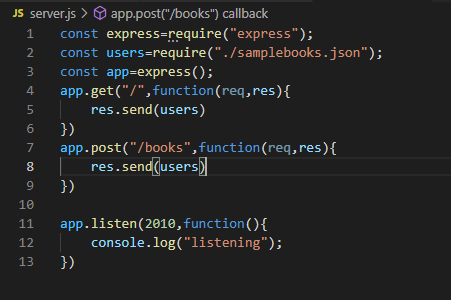 JS server.js > app.post("/books") callback
1 const express=require("express");
2 const users=require("./samplebooks.json");
3 const app=express();
4 app.get("/",function(req,res){
5     res.send(users)
6 })
7 app.post("/books",function(req,res){
8     res.send(users)
9 })
10
11 app.listen(2010,function(){
12     console.log("listening");
13 })